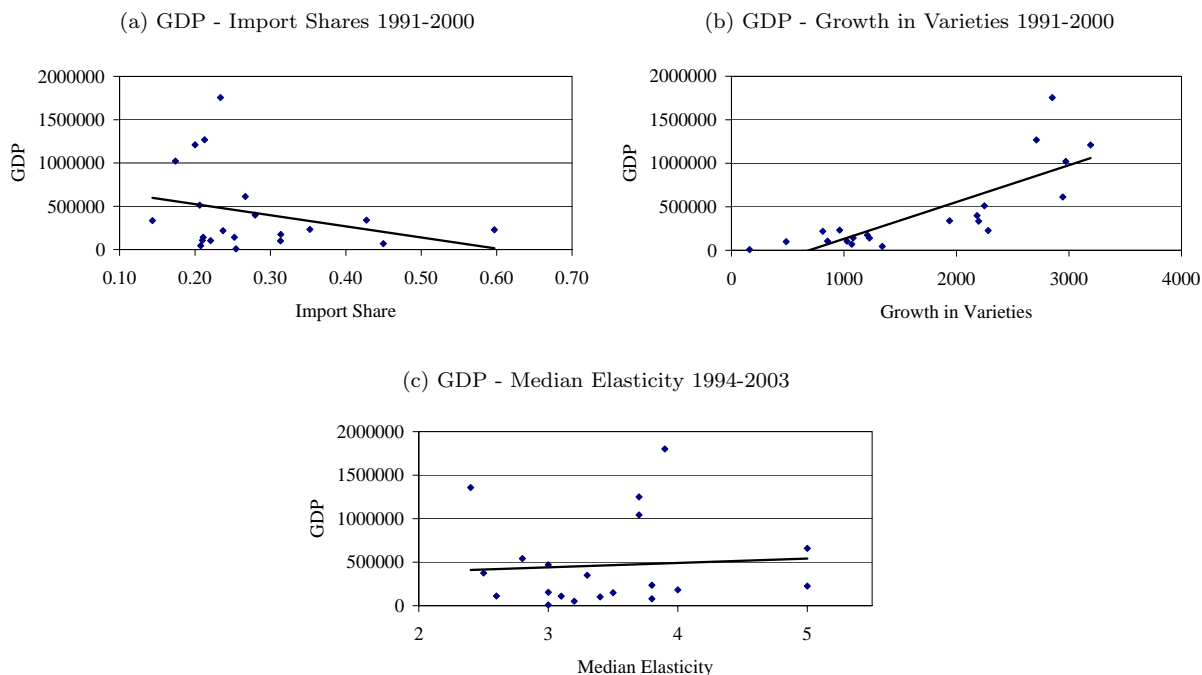 (a) GDP - Import Shares 1991-2000
2000000
1500000
1000000
500000
0
GDP
0.10 0.20 0.30 0.40 0.50 0.60 0.70
Import Share
(b) GDP - Growth in Varieties 1991-2000
2000000
1500000
1000000
500000
0
GDP
0 1000 2000 3000 4000
Growth in Varieties
(c) GDP - Median Elasticity 1994-2003
2000000
1500000
1000000
500000
0
GDP
2 3 4 5
Median Elasticity